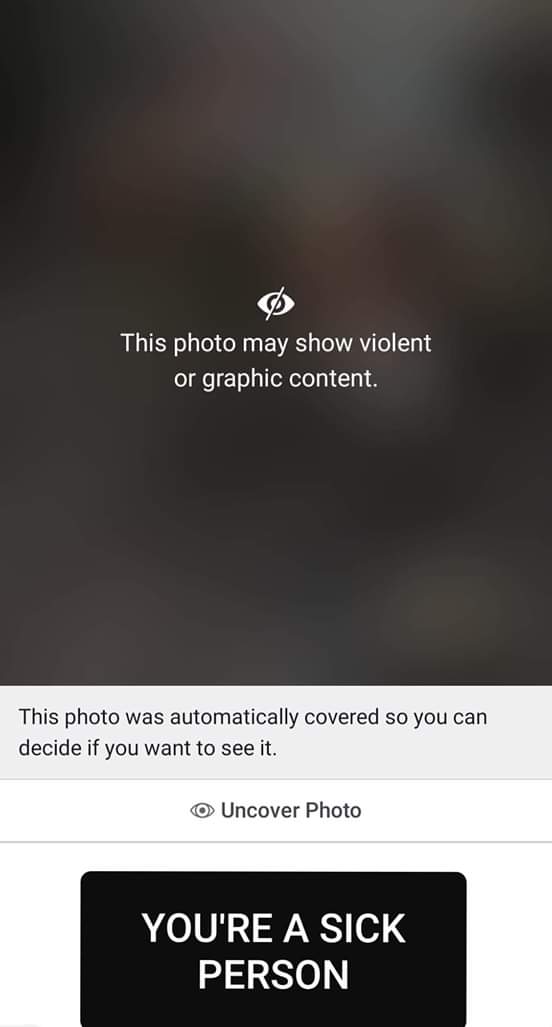 This photo may show violent
or graphic content.
This photo was automatically covered so you can
decide if you want to see it.
Uncover Photo
YOU'RE A SICK
PERSON